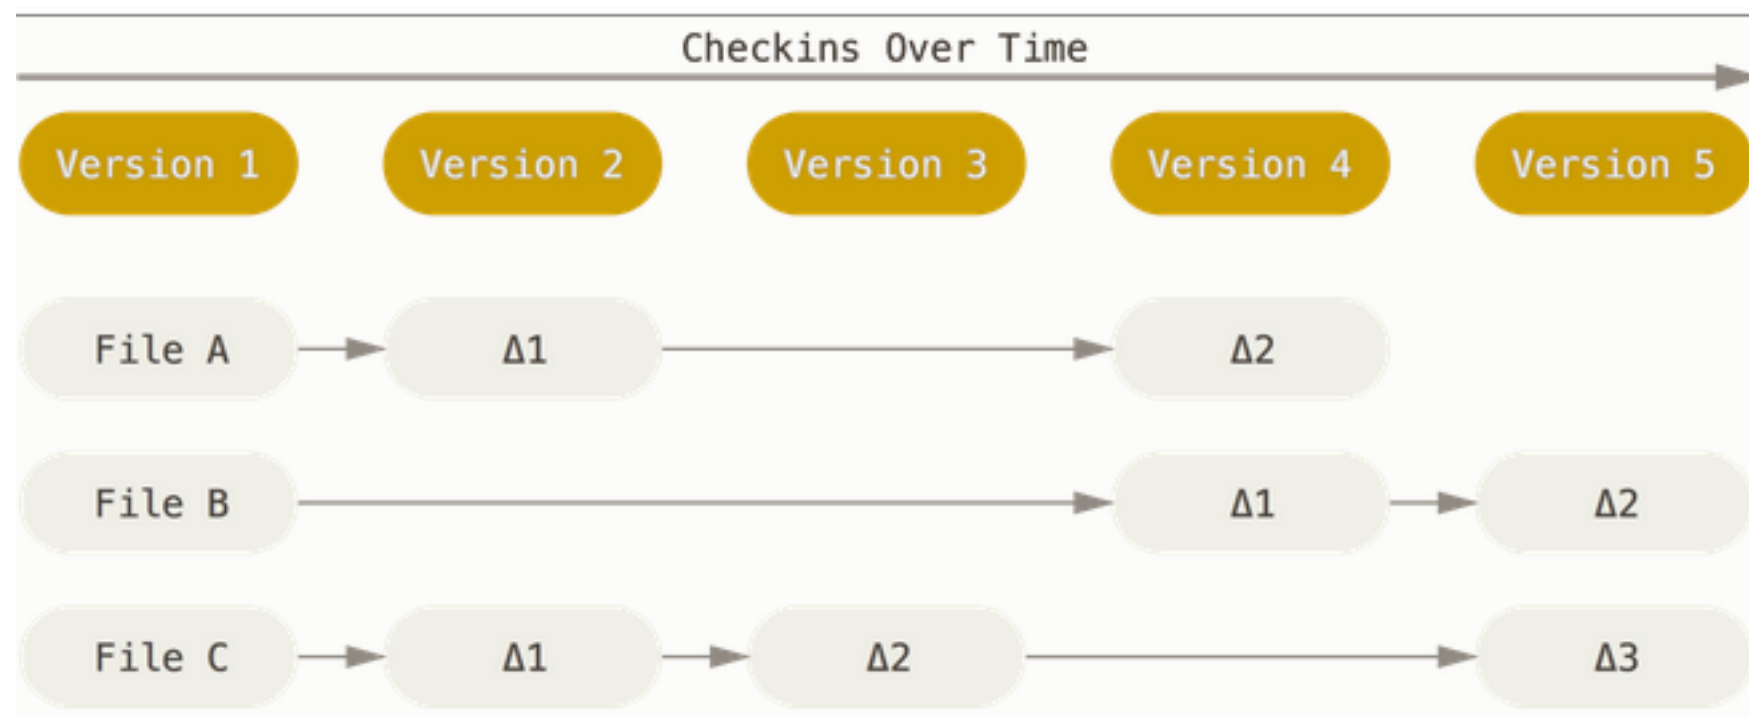 Checkins Over Time
Version 1 Version 2 Version 3 Version 4 Version 5
File A Δ1 Δ2
File B Δ1 Δ2
File C Δ1 Δ2 Δ3